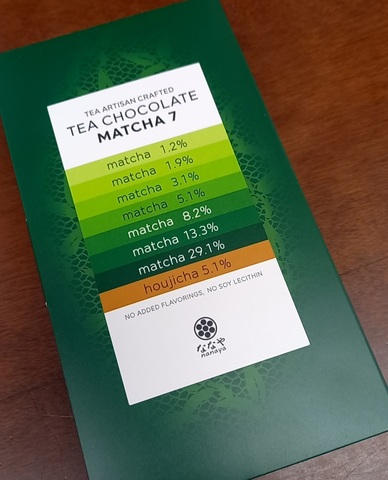 TEA ARTISAN CRAFTED
TEA CHOCOLATE
MATCHA 7
matcha 1.2%
matcha 1.9%
matcha 3.1%
matcha 5.1%
matcha 8.2%
matcha 13.3%
matcha 29.1%
houjicha 5.1%
NO ADDED FLAVORINGS, NO SOY LECITHIN
ななや
nanaya